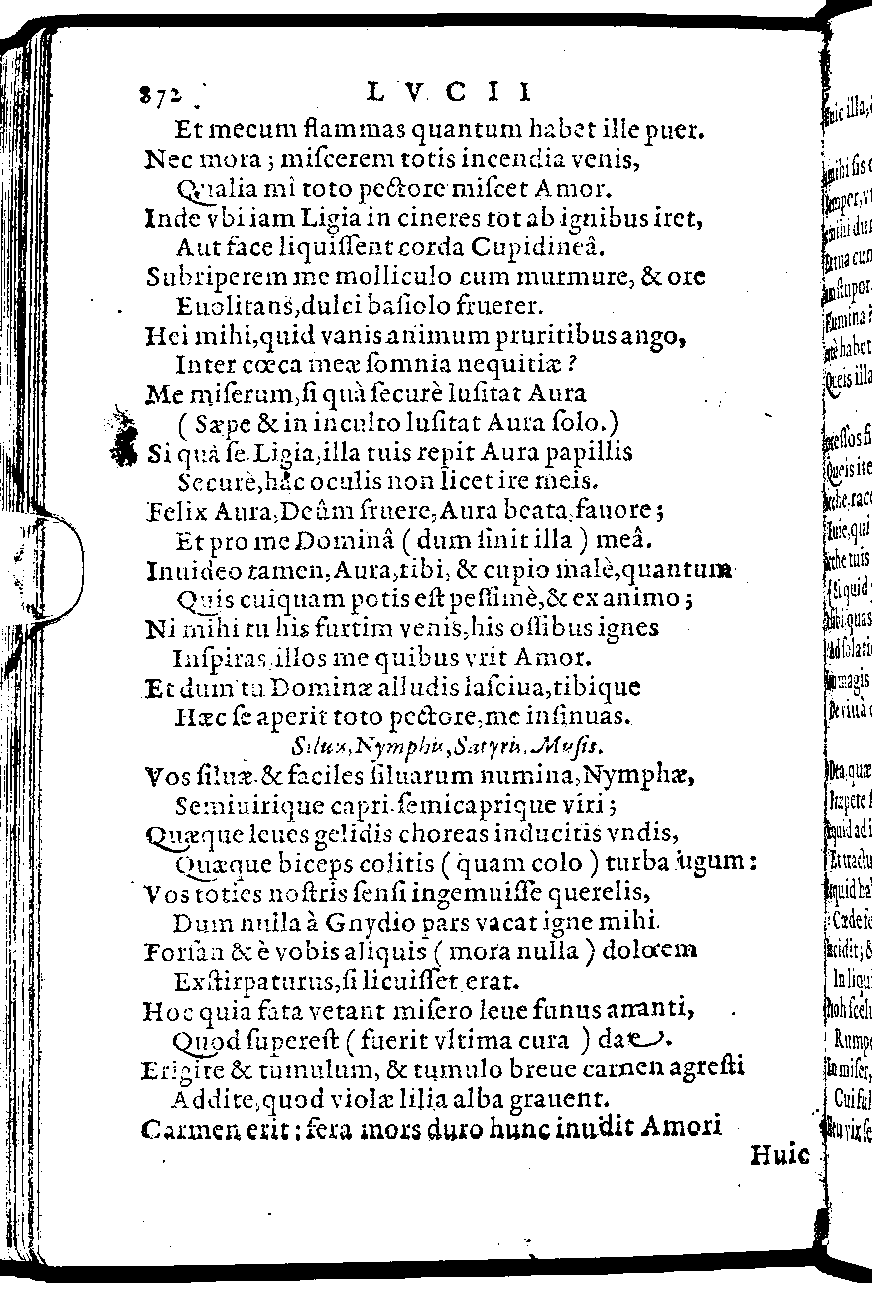 872 LVCII
Et mecum flammas quantum habet ille puer.
Nec mora; miſcerem totis incendia venis,
Qualia mî toto pectore miſcet Amor.
Inde vbi iam Ligia in cineres tot ab ignibus iret,
Aut face liquiſſent corda Cupidineâ.
Subriperem me molliculo cum murmure, & ore
Euolitans, dulci baſiolo fruerer.
Hei mihi, quid vanis animum pruritibus ango,
Inter cœca meæ ſomnia nequitiæ?
Me miſerum, ſi quà ſecurè luſitat Aura
(Sæpe & in inculto luſitat Aura ſolo.)
Si quà ſe Ligia, illa tuis repit Aura papillis
Securè, hâc oculis non licet ire meis.
Felix Aura, Deûm fruere, Aura beata, fauore;
Et pro me Dominâ (dum ſinit illa) meâ.
Inuideo tamen, Aura, tibi, & cupio malè, quantum
Quis cuiquam potis eſt peſſimè, & ex animo;
Ni mihi tu his furtim venis, his oſſibus ignes
Inſpiras, illos me quibus vrit Amor.
Et dum tu Dominæ alludis laſciua, tibique
Hæc ſe aperit toto pectore, me inſinuas.
Siluis, Nymphis, Satyris, Muſis.
Vos ſiluæ & faciles ſiluarum numina, Nymphæ,
Semiuirique capri ſemicaprique viri;
Quæque leues gelidis choreas inducitis vndis,
Quæque biceps colitis (quam colo) turba iugum:
Vos toties noſtris ſenſi ingemuiſſe querelis,
Dum nulla à Gnydio pars vacat igne mihi.
Forſan & è vobis aliquis (mora nulla) dolorem
Exſtirpaturus, ſi licuiſſet erat.
Hoc quia fata vetant miſero leue funus amanti,
Quod ſupereſt (fuerit vltima cura) date.
Erigite & tumulum, & tumulo breue carmen agreſti
Addite, quod violæ lilia alba grauent.
Carmen erit: fera mors duro hunc inuidit Amori
Huic